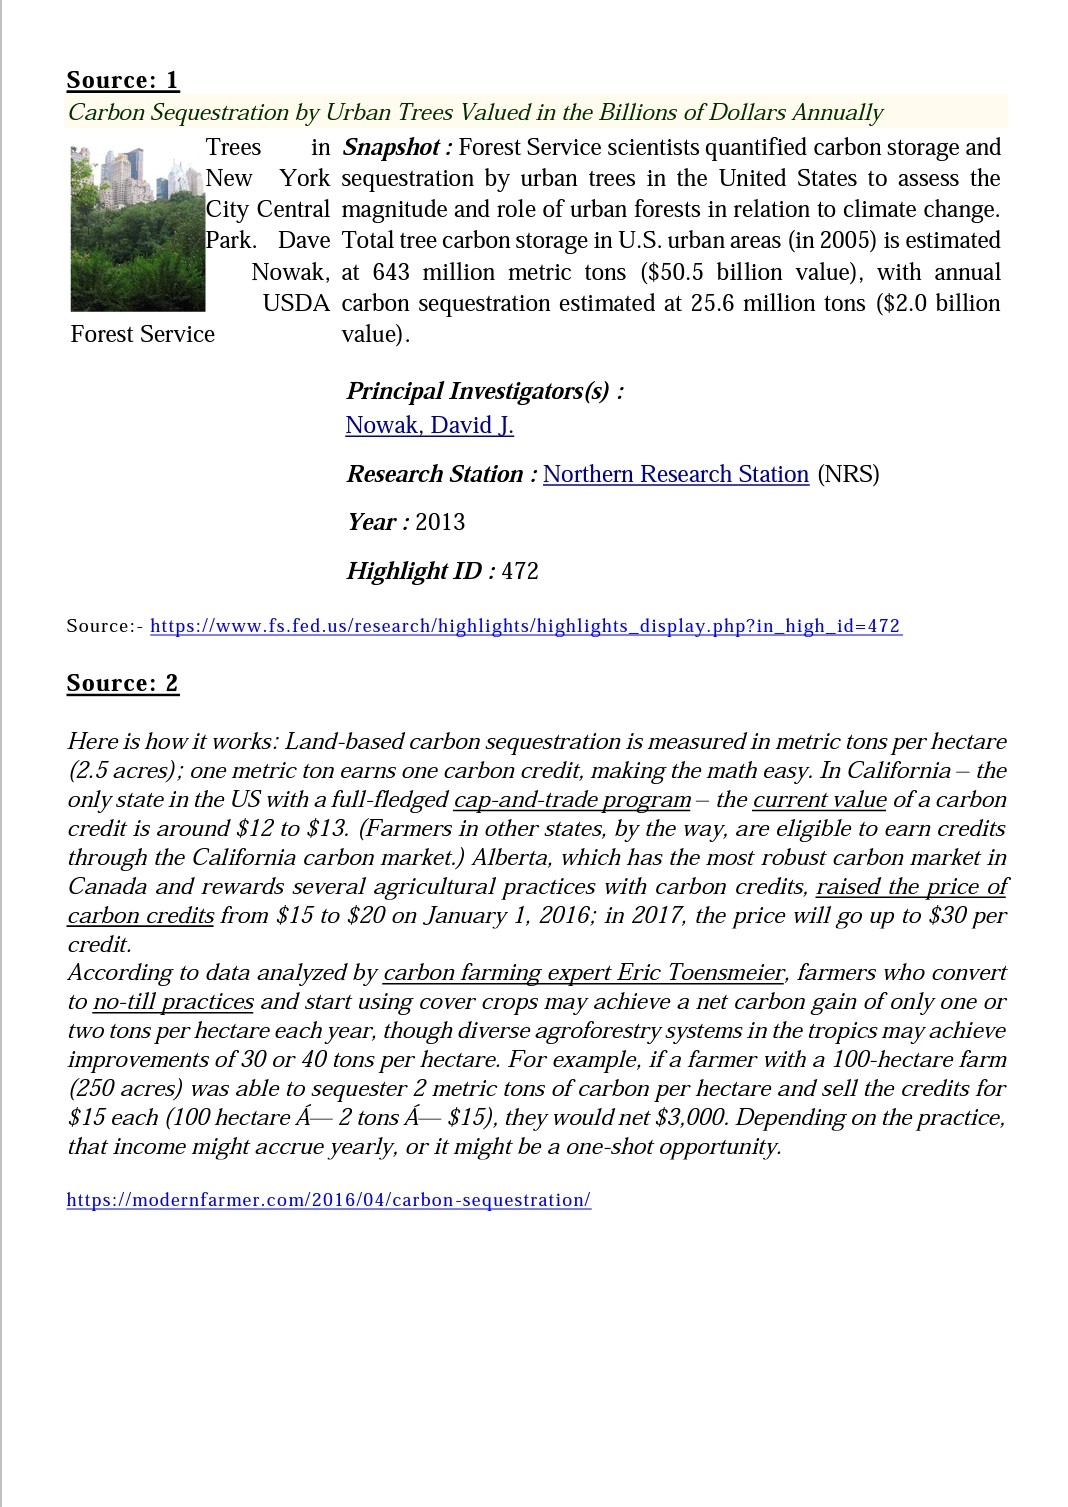 Source: 1
Carbon Sequestration by Urban Trees Valued in the Billions of Dollars Annually
Trees in
New York
City Central
Park. Dave
Nowak,
USDA
Forest Service
Snapshot : Forest Service scientists quantified carbon storage and
sequestration by urban trees in the United States to assess the
magnitude and role of urban forests in relation to climate change.
Total tree carbon storage in U.S. urban areas (in 2005) is estimated
at 643 million metric tons ($50.5 billion value), with annual
carbon sequestration estimated at 25.6 million tons ($2.0 billion
value).
Principal Investigators(s) :
Nowak, David J.
Research Station : Northern Research Station (NRS)
Year : 2013
Highlight ID : 472
Source:- https://www.fs.fed.us/research/highlights/highlights_display.php?in_high_id=472
Source: 2
Here is how it works: Land-based carbon sequestration is measured in metric tons per hectare
(2.5 acres); one metric ton earns one carbon credit, making the math easy. In California – the
only state in the US with a full-fledged cap-and-trade program – the current value of a carbon
credit is around $12 to $13. (Farmers in other states, by the way, are eligible to earn credits
through the California carbon market.) Alberta, which has the most robust carbon market in
Canada and rewards several agricultural practices with carbon credits, raised the price of
carbon credits from $15 to $20 on January 1, 2016; in 2017, the price will go up to $30 per
credit.
According to data analyzed by carbon farming expert Eric Toensmeier, farmers who convert
to no-till practices and start using cover crops may achieve a net carbon gain of only one or
two tons per hectare each year, though diverse agroforestry systems in the tropics may achieve
improvements of 30 or 40 tons per hectare. For example, if a farmer with a 100-hectare farm
(250 acres) was able to sequester 2 metric tons of carbon per hectare and sell the credits for
$15 each (100 hectare Á— 2 tons Á— $15), they would net $3,000. Depending on the practice,
that income might accrue yearly, or it might be a one-shot opportunity.
https://modernfarmer.com/2016/04/carbon-sequestration/